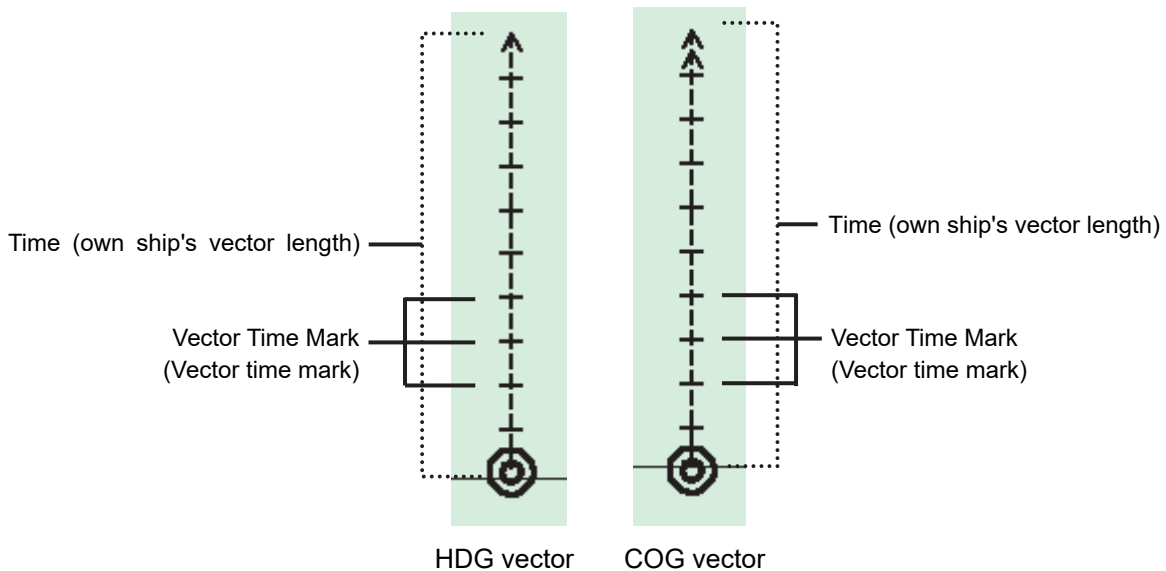 Time (own ship's vector length)
Vector Time Mark
(Vector time mark)
HDG vector
Time (own ship's vector length)
Vector Time Mark
(Vector time mark)
COG vector